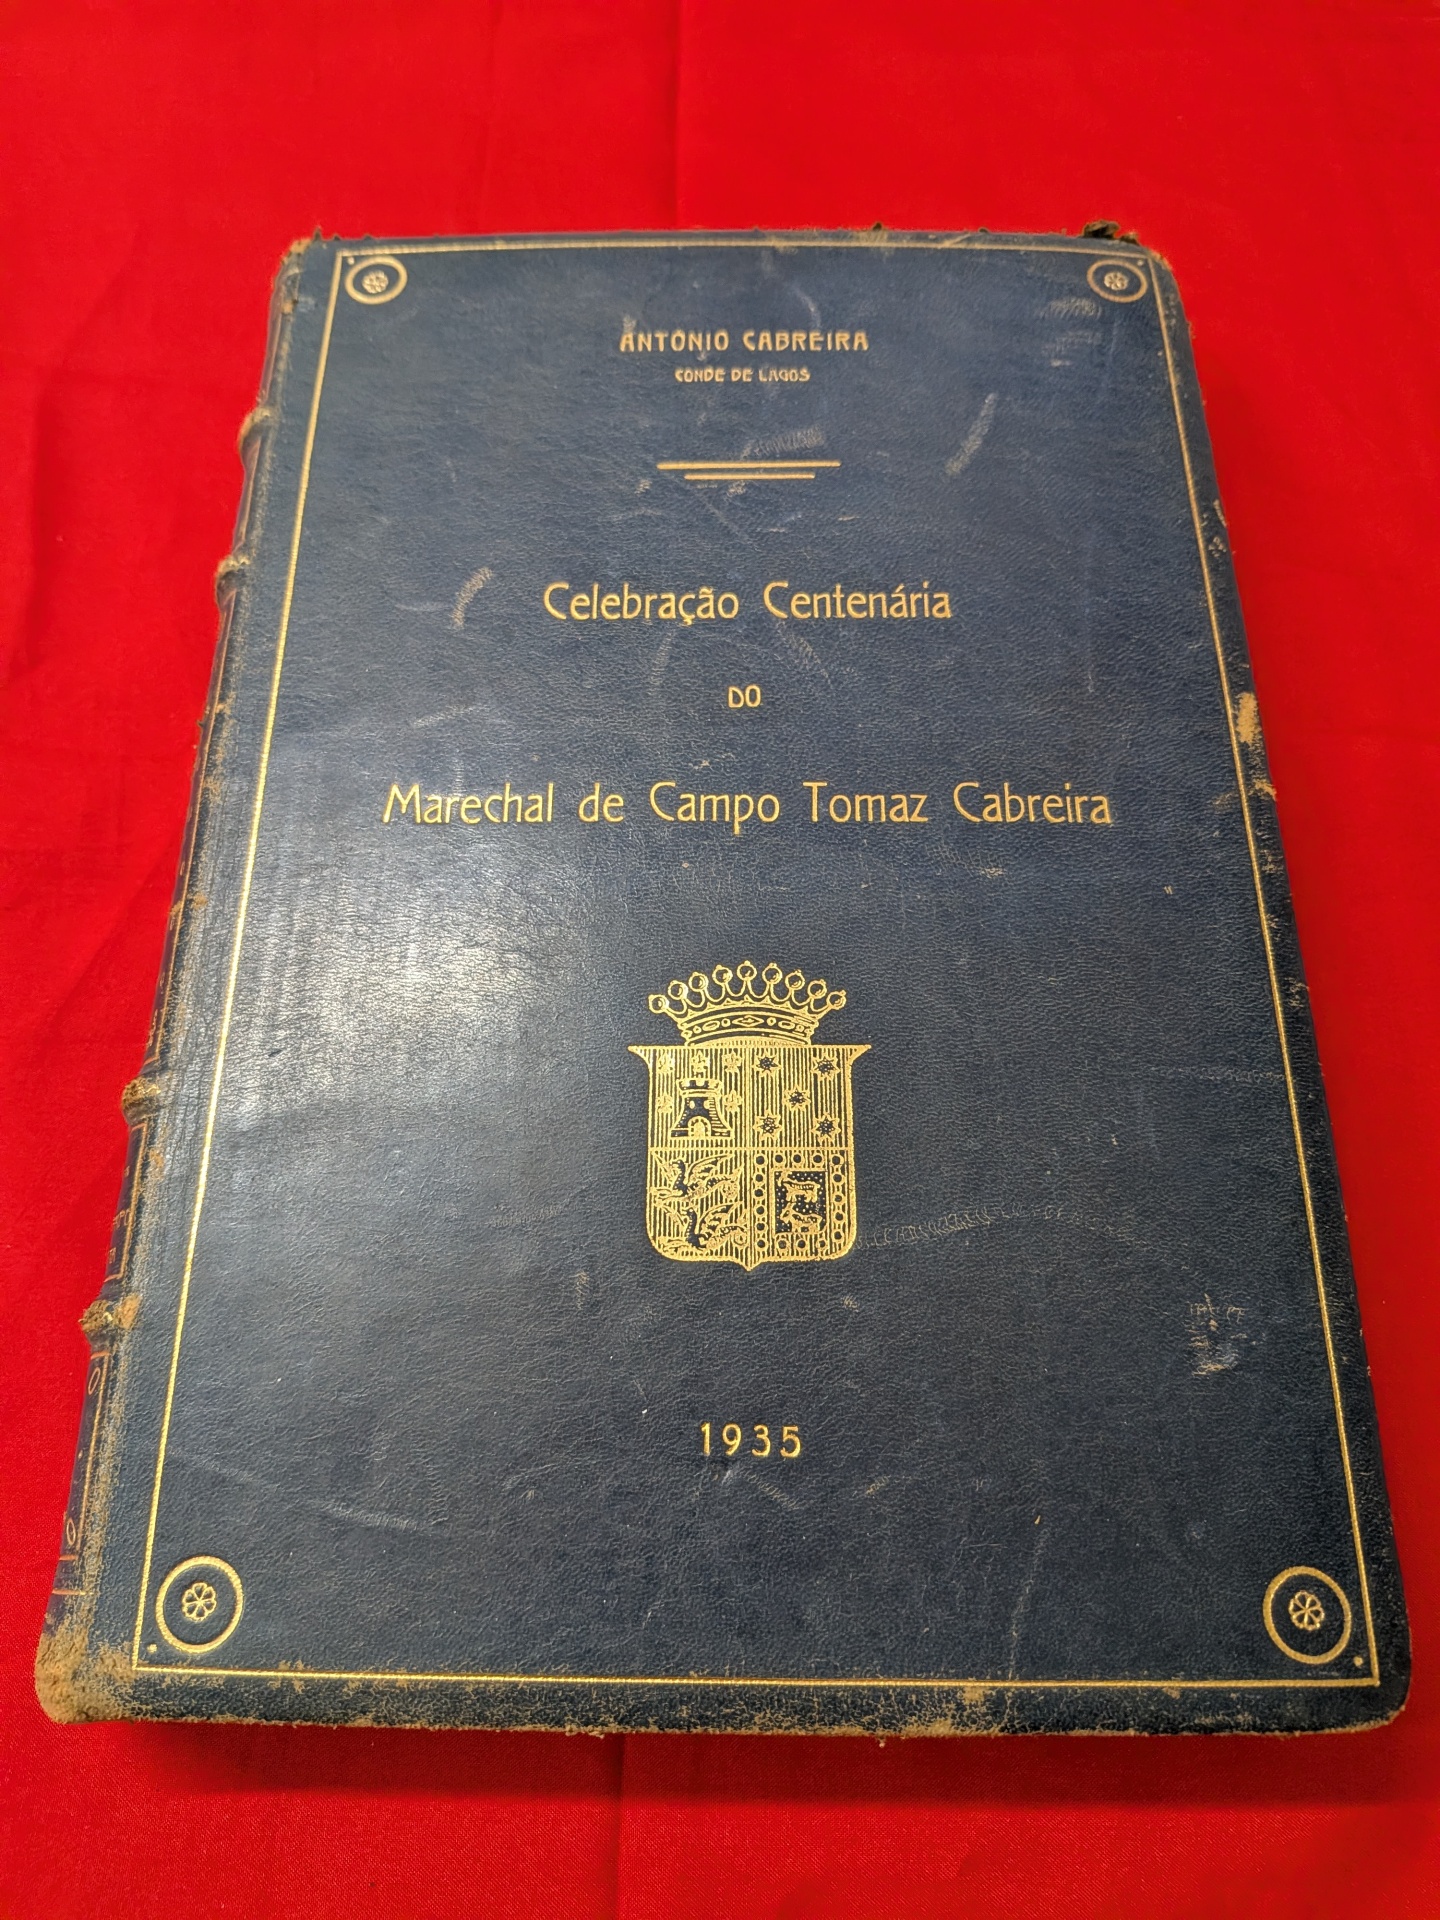 ANTÓNIO CABREIRA
CONDE DE LAGOS
Celebração Centenária
DO
Marechal de Campo Tomaz Cabreira
1935